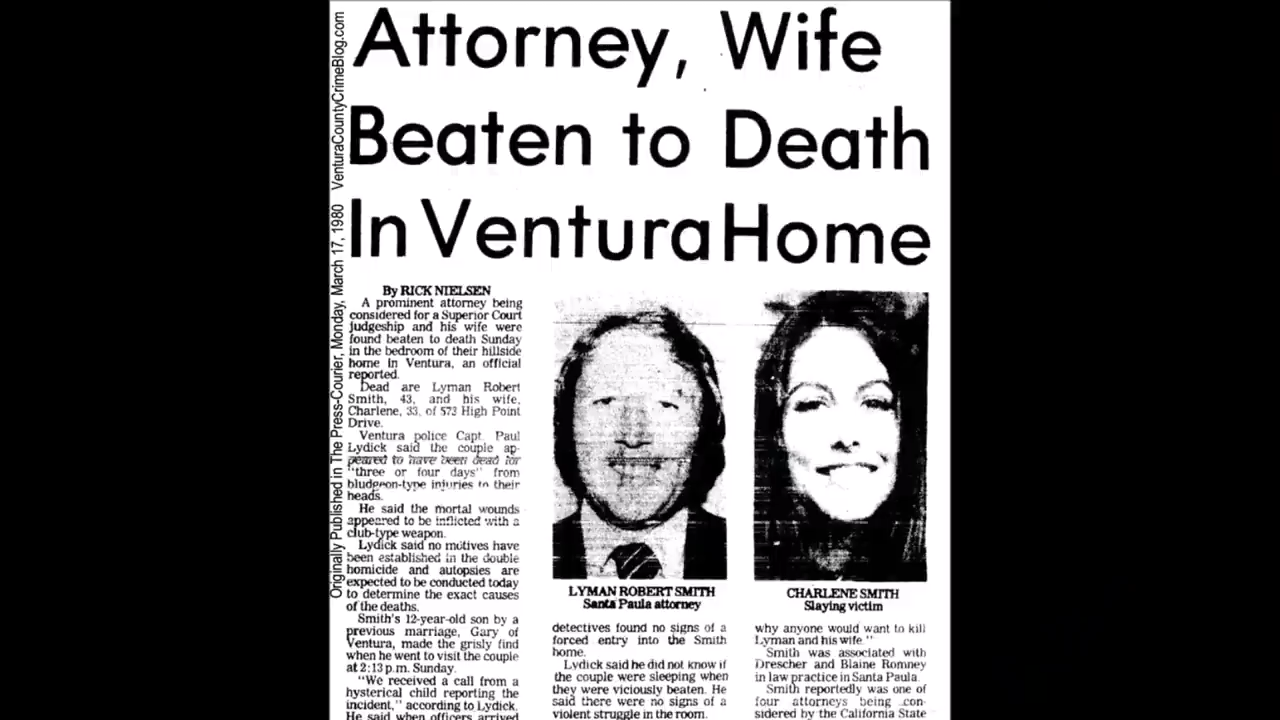 Attorney, Wife
Beaten to Death
In Ventura Home
Originally Published in The Press-Courier, Monday, March 17, 1980 VenturaCountyCrimeBlog.com
By RICK NIELSEN
A prominent attorney being
considered for a Superior Court
judgeship and his wife were
found beaten to death Sunday
in the bedroom of their hillside
home in Ventura, an official
reported.
Dead are Lyman Robert
Smith, 43, and his wife,
Charlene, 33, of 573 High Point
Drive.
Ventura police Capt. Paul
Lydick said the couple ap-
peared to have been dead for
"three or four days" from
bludgeon-type injuries to their
heads.
He said the mortal wounds
appeared to be inflicted with a
club-type weapon.
Lydick said no motives have
been established in the double
homicide and autopsies are
expected to be conducted today
to determine the exact causes
of the deaths.
Smith's 12-year-old son by a
previous marriage, Gary of
Ventura, made the grisly find
when he went to visit the couple
at 2:13 p.m. Sunday.
"We received a call from a
hysterical child reporting the
incident," according to Lydick.
He said when officers arrived
LYMAN ROBERT SMITH
Santa Paula attorney
detectives found no signs of a
forced entry into the Smith
home.
Lydick said he did not know if
the couple were sleeping when
they were viciously beaten. He
said there were no signs of a
violent struggle in the room.
CHARLENE SMITH
Slaying victim
why anyone would want to kill
Lyman and his wife."
Smith was associated with
Drescher and Blaine Romney
in law practice in Santa Paula.
Smith reportedly was one of
four attorneys being con-
sidered by the California State